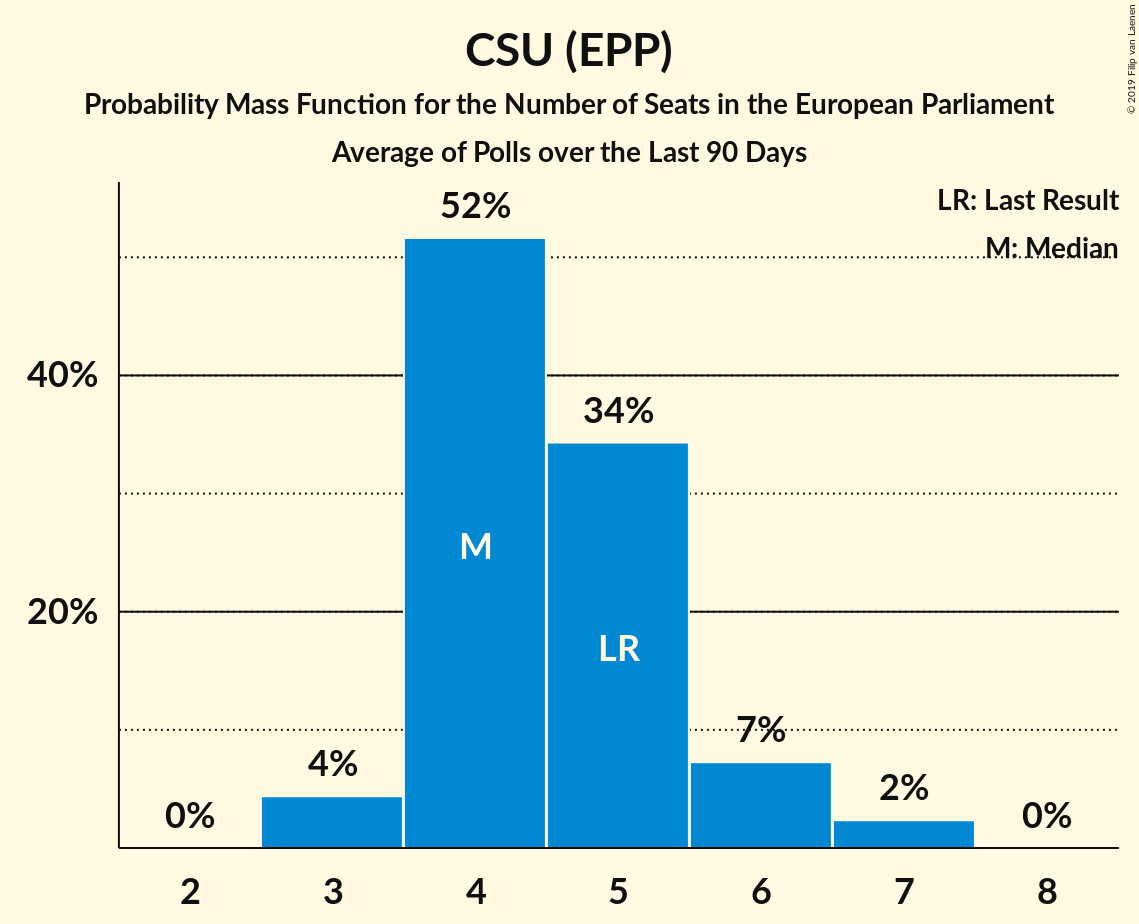 CSU (EPP)
Probability Mass Function for the Number of Seats in the European Parliament
Average of Polls over the Last 90 Days
© 2019 Filip van Laenen
LR: Last Result
M: Median
52%
40%
34%
M
20%
LR
7%
4%
2%
0%
0%
2 3 4 5 6 7 8